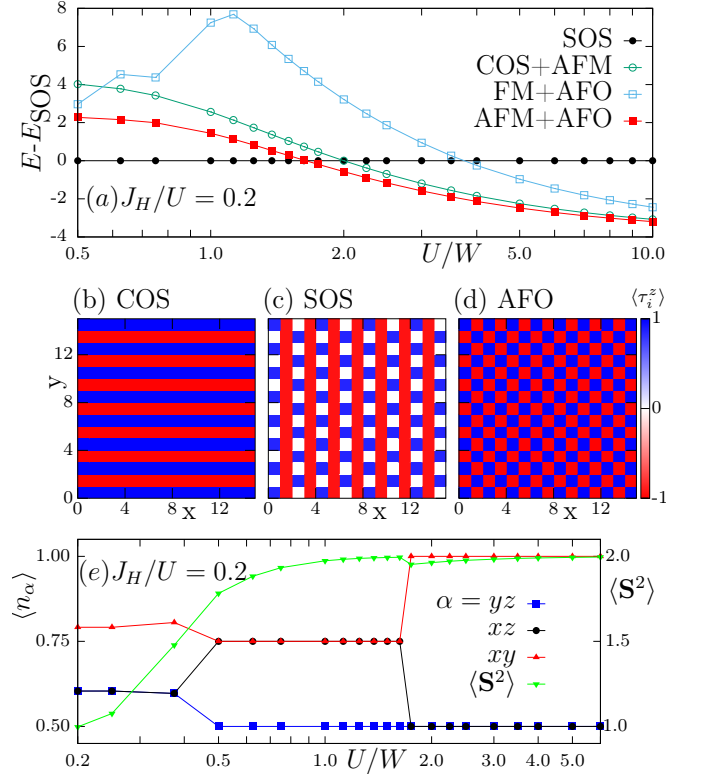 8
6
4
2
0
-2
-4
E-E_SOS
SOS
COS+AFM
FM+AFO
AFM+AFO
(a) J_H/U = 0.2
0.5 1.0 2.0 5.0 10.0
U/W
(b) COS (c) SOS (d) AFO ⟨τ_i^z⟩
12
8
4
0
y
0 4 8 12
x
0 4 8 12
x
0 4 8 12
x
1
0
-1
(e) J_H/U = 0.2
1.00
0.75
0.50
⟨n_α⟩
α = yz
xz
xy
⟨S²⟩
2.0
1.5
1.0
⟨S²⟩
0.2 0.5 1.0 2.0 3.0 4.0 5.0
U/W